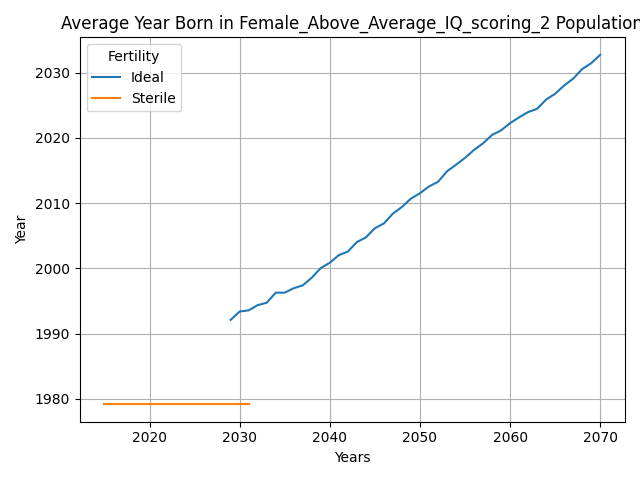 Average Year Born in Female_Above_Average_IQ_scoring_2 Population
Fertility
Ideal
Sterile
2030
2020
2010
2000
1990
1980
Year
2020 2030 2040 2050 2060 2070
Years